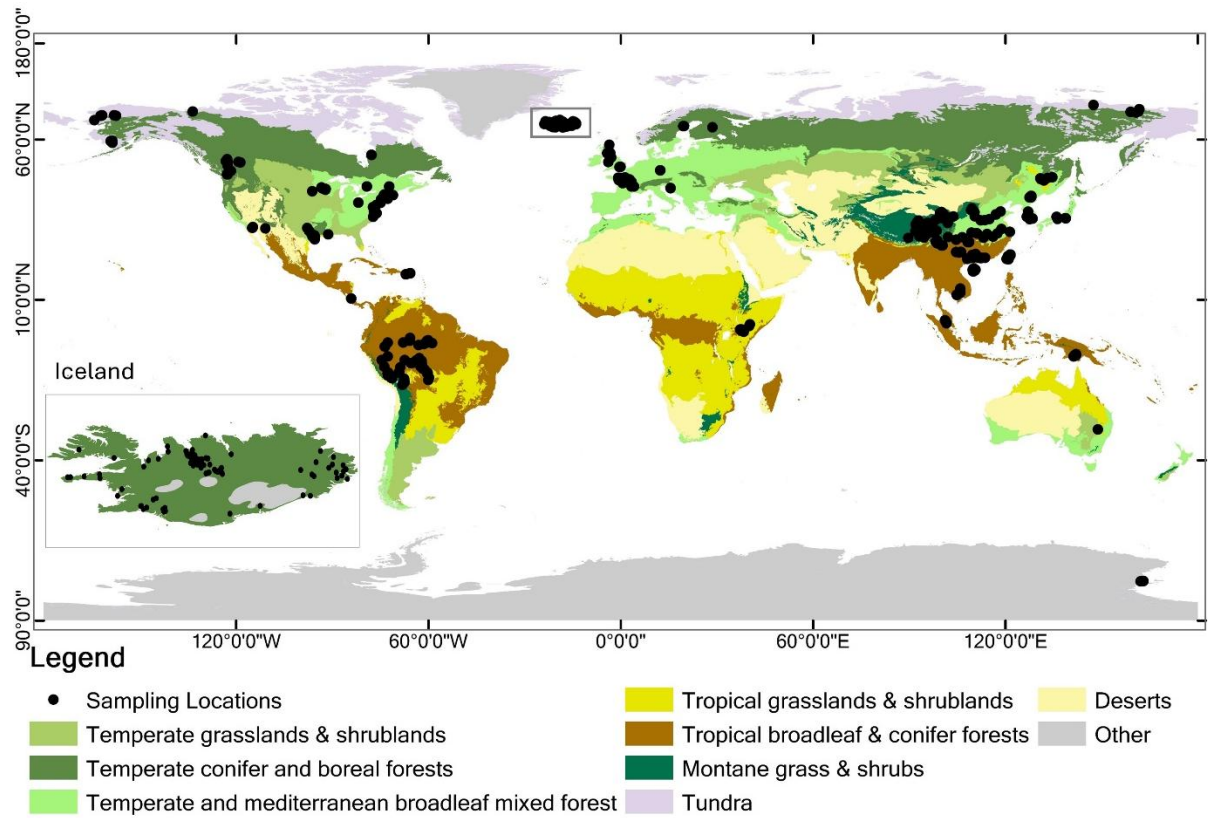 180°0'0"
60°0'0"N
10°0'0"N
40°0'0"S
90°0'0"
Iceland
120°0'0"W
60°0'0"W
0°0'0"
60°0'0"E
120°0'0"E
Legend
Sampling Locations
Temperate grasslands & shrublands
Temperate conifer and boreal forests
Temperate and mediterranean broadleaf mixed forest
Tropical grasslands & shrublands
Tropical broadleaf & conifer forests
Montane grass & shrubs
Tundra
Deserts
Other